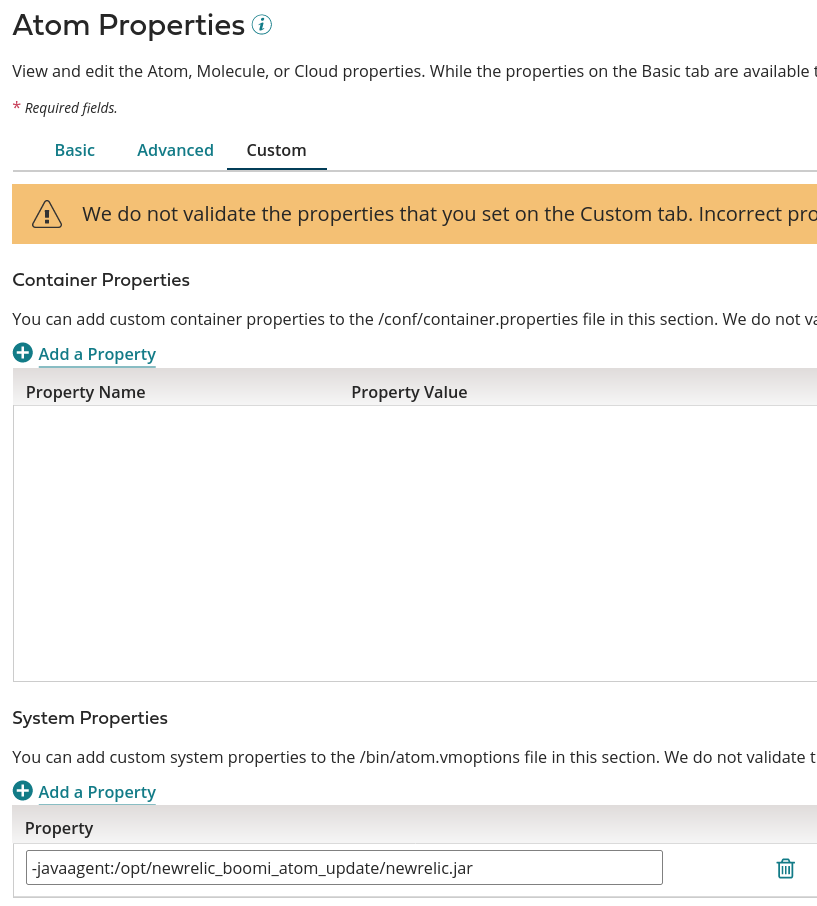 Atom Properties
View and edit the Atom, Molecule, or Cloud properties. While the properties on the Basic tab are available
* Required fields.
Basic Advanced Custom
We do not validate the properties that you set on the Custom tab. Incorrect pro
Container Properties
You can add custom container properties to the /conf/container.properties file in this section. We do not va
Add a Property
Property Name Property Value
System Properties
You can add custom system properties to the /bin/atom.vmoptions file in this section. We do not validate t
Add a Property
Property
-javaagent:/opt/newrelic_boomi_atom_update/newrelic.jar